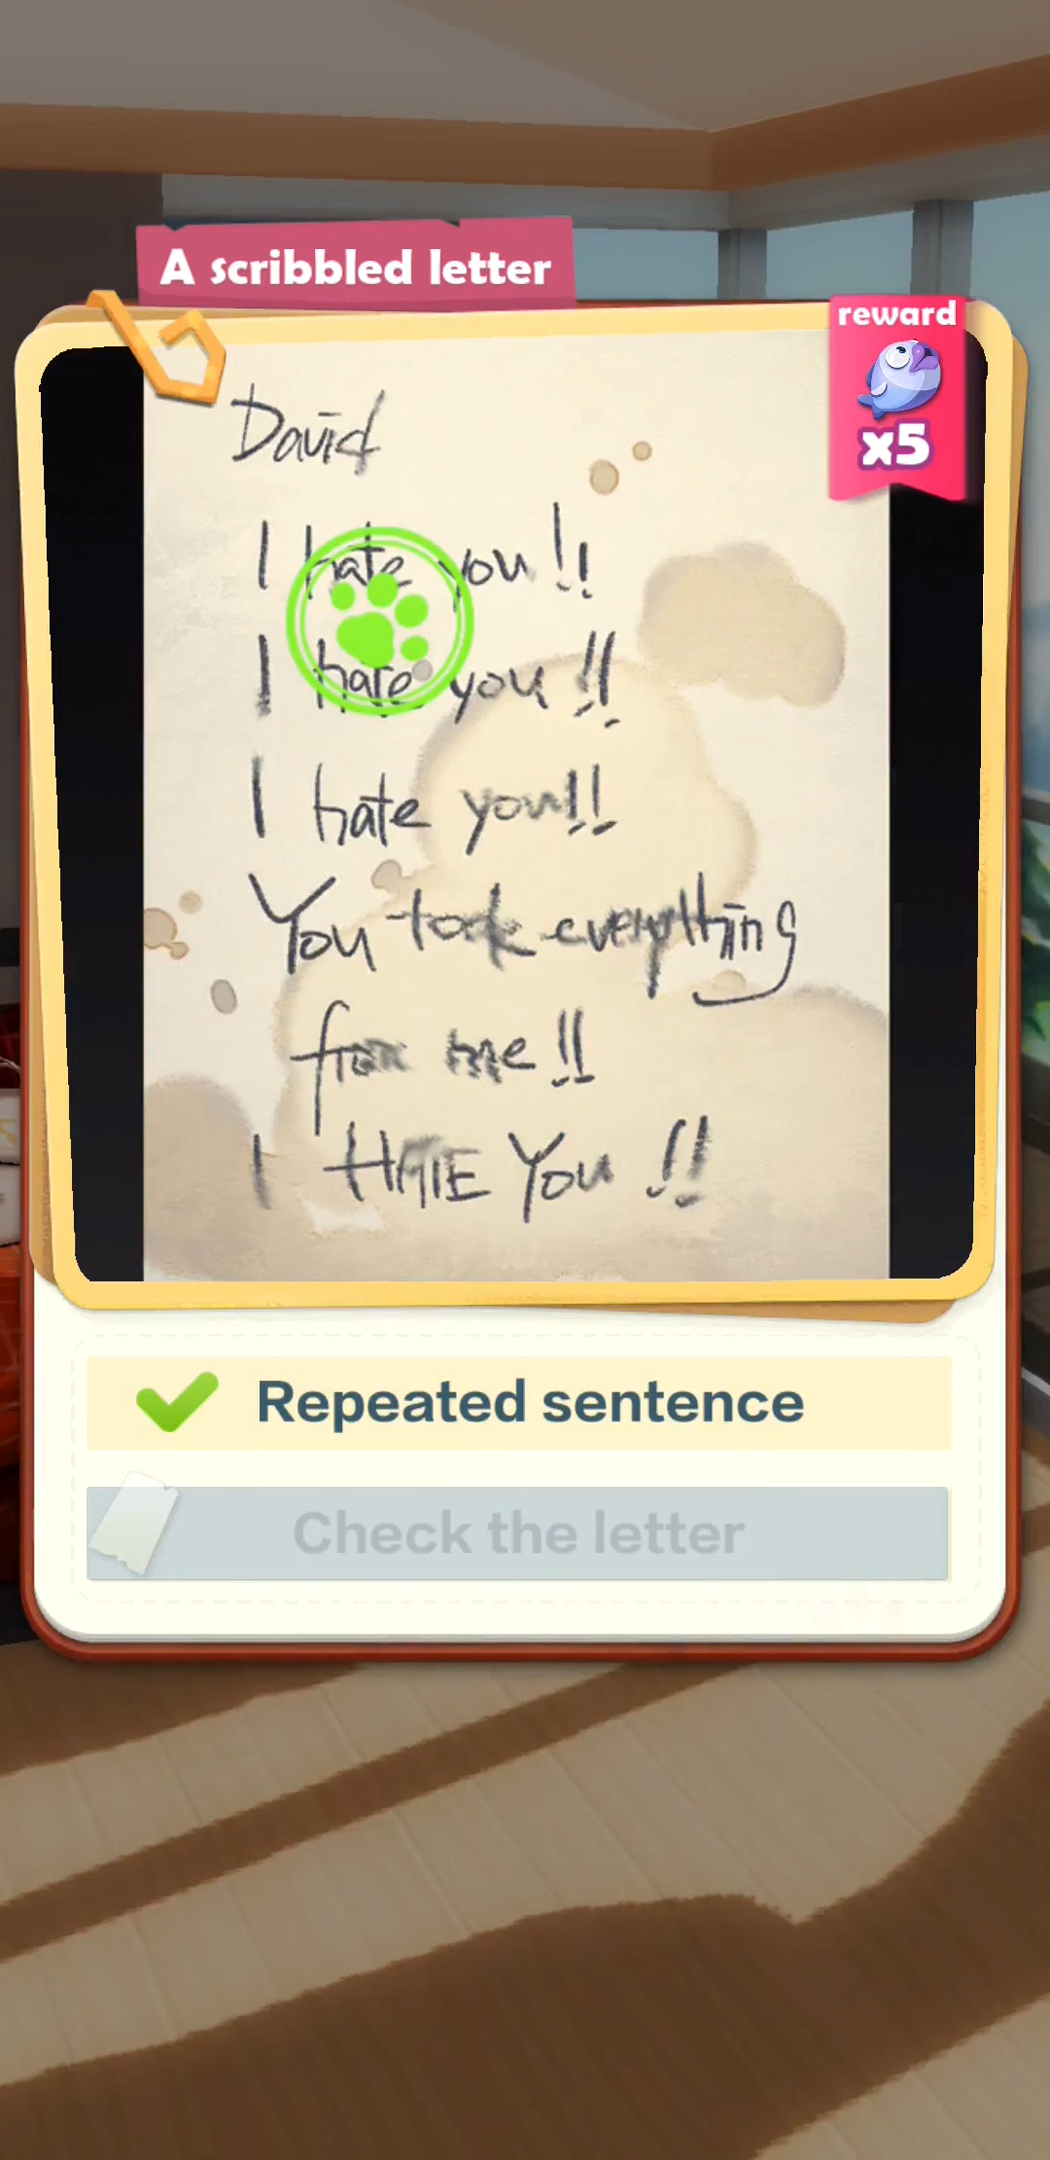 A scribbled letter
reward
x5
David
I hate you!!
I hate you!!
I hate you!!
You took everything
from me!!
I HATE You!!
Repeated sentence
Check the letter